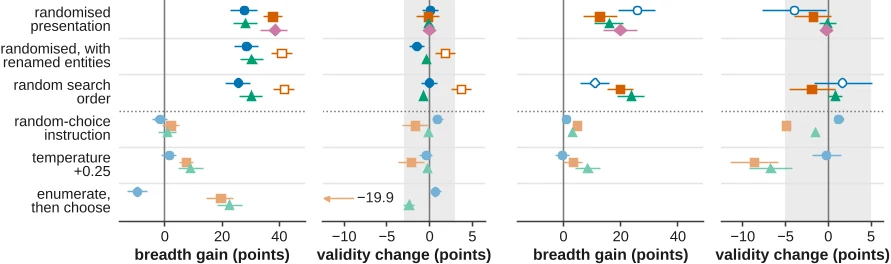 randomised
presentation
randomised, with
renamed entities
random search
order
random-choice
instruction
temperature
+0.25
enumerate,
then choose
−19.9
0 20 40
breadth gain (points)
−10 −5 0 5
validity change (points)
0 20 40
breadth gain (points)
−10 −5 0 5
validity change (points)